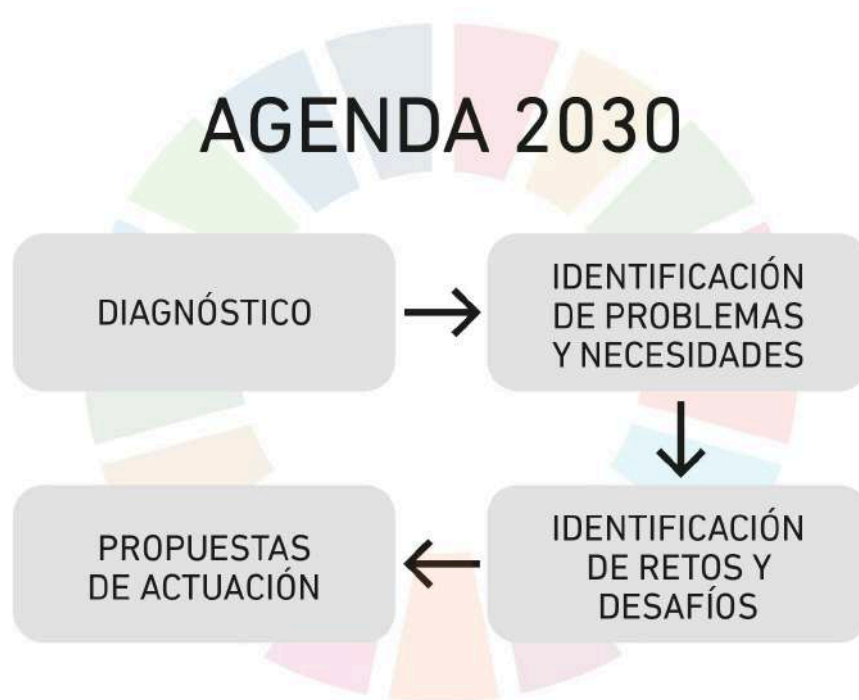 AGENDA 2030
DIAGNÓSTICO
IDENTIFICACIÓN
DE PROBLEMAS
Y NECESIDADES
IDENTIFICACIÓN
DE RETOS Y
DESAFÍOS
PROPUESTAS
DE ACTUACIÓN